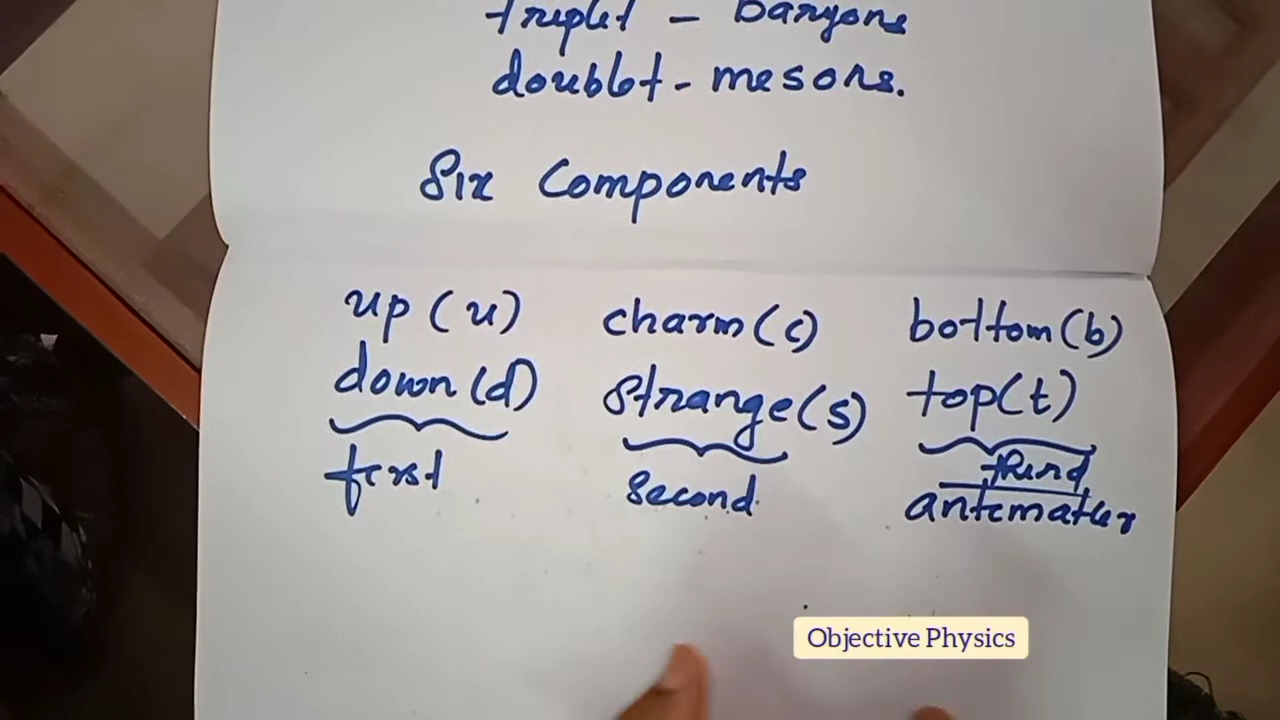 triplet - Baryons
doublet - mesons.
Six Components
up (u) charm (c) bottom (b)
down (d) strange (s) top (t)
first second third
antimatter
Objective Physics